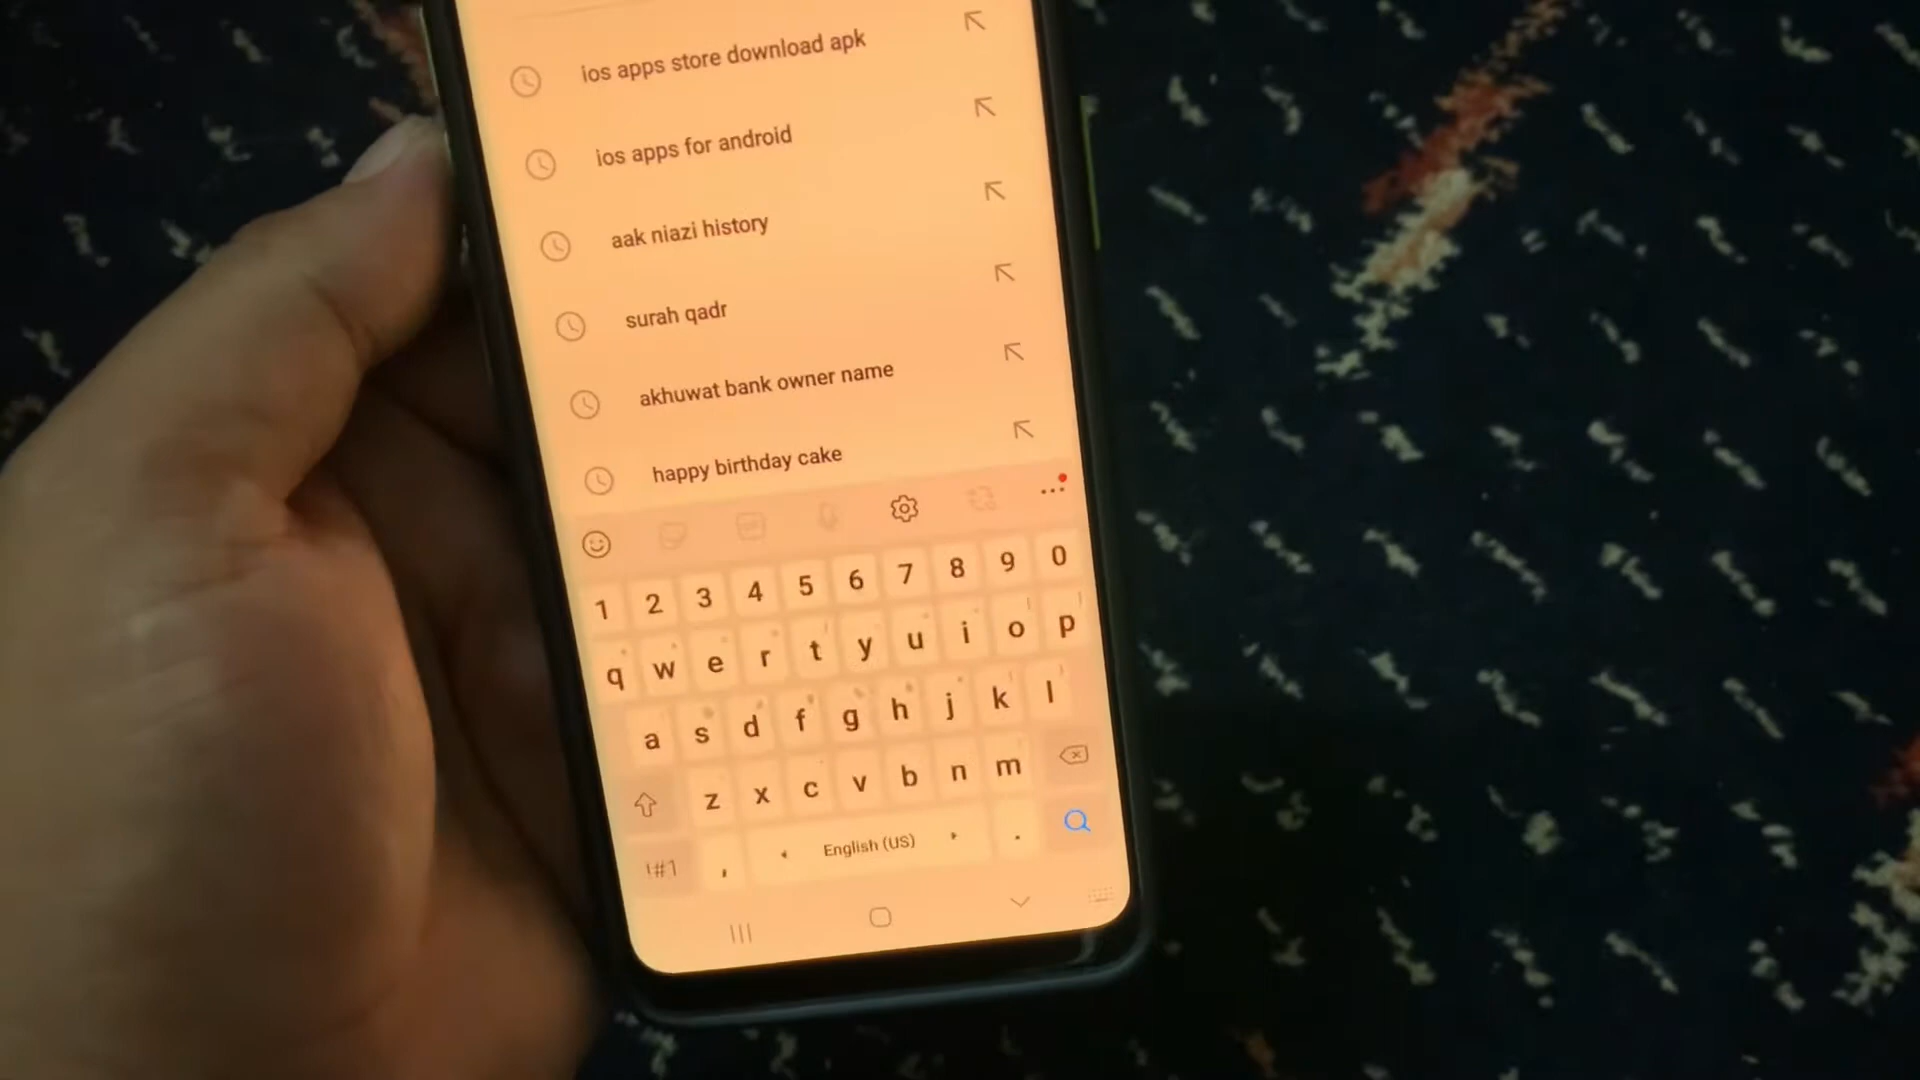 ios apps store download apk
ios apps for android
aak niazi history
surah qadr
akhuwat bank owner name
happy birthday cake
1 2 3 4 5 6 7 8 9 0
q w e r t y u i o p
a s d f g h j k l
z x c v b n m
!#1 , English (US) .